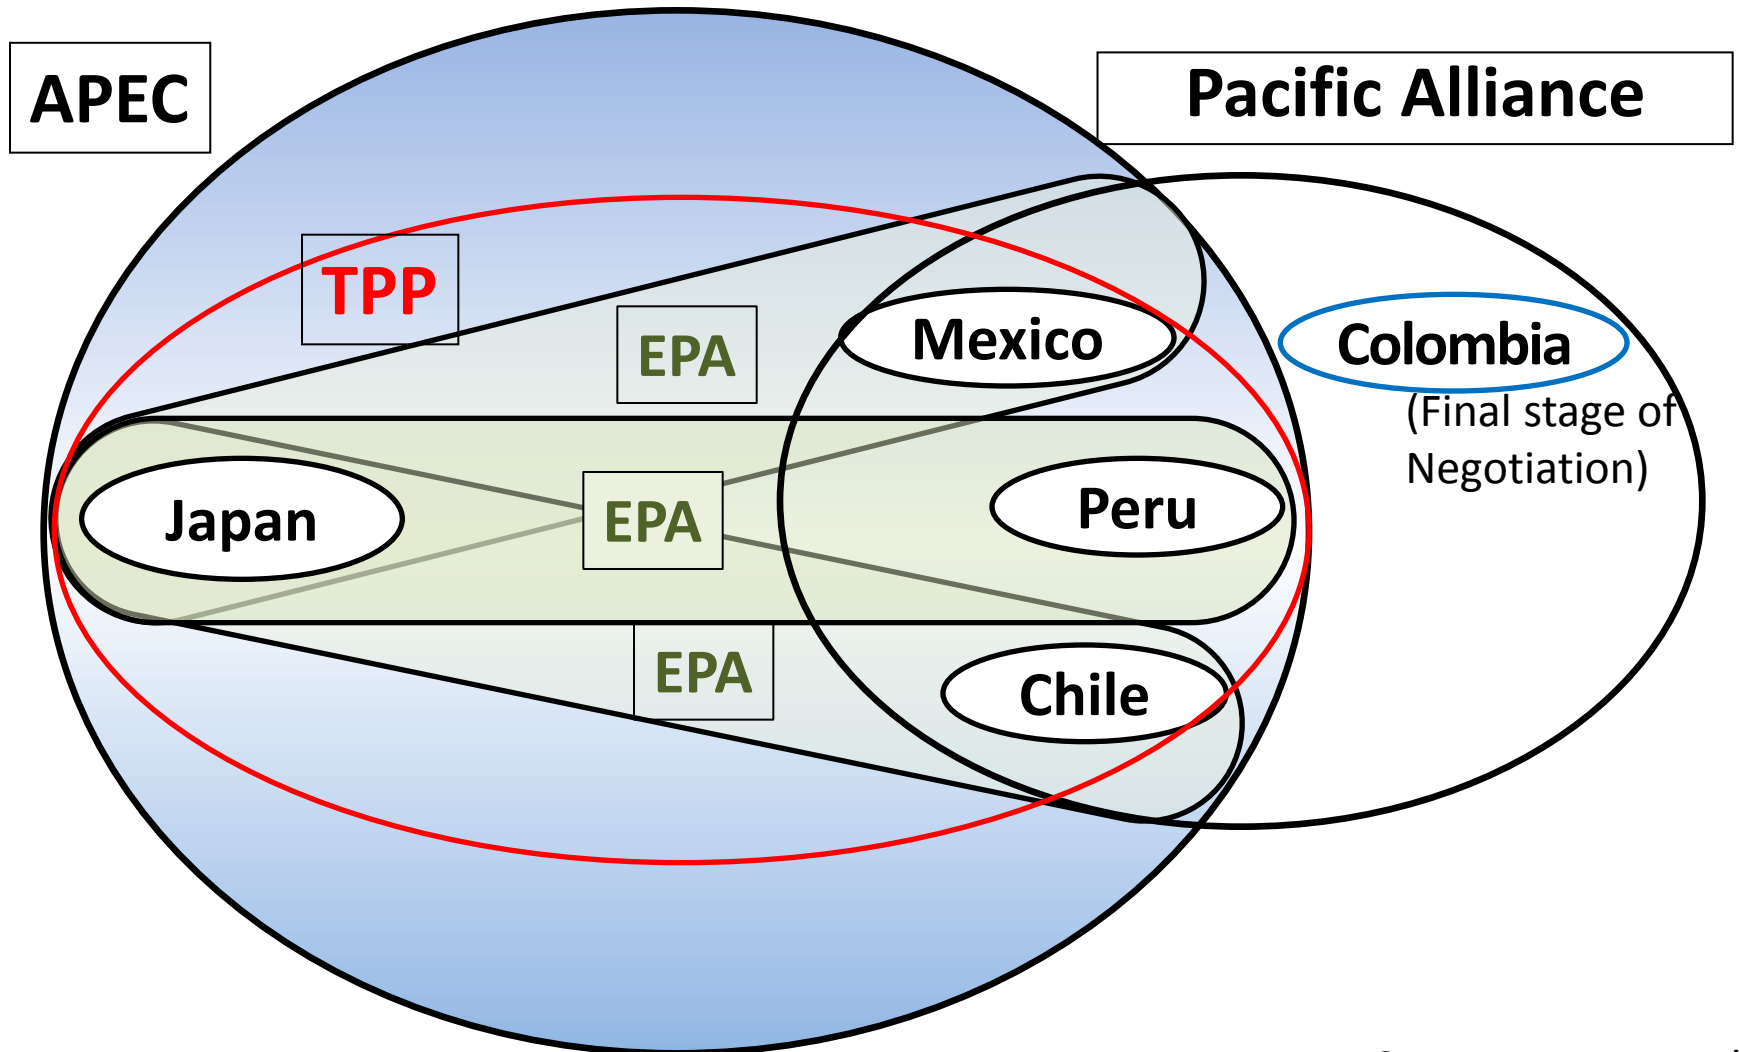 APEC
Pacific Alliance
TPP
EPA
Mexico
Colombia
(Final stage of
Negotiation)
Japan
EPA
Peru
EPA
Chile